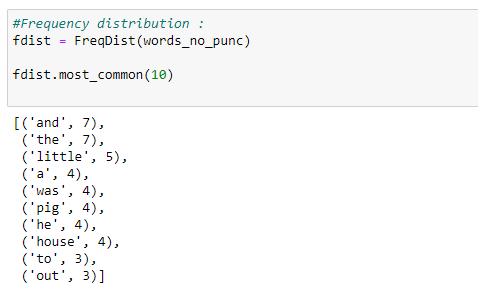 #Frequency distribution :
fdist = FreqDist(words_no_punc)
fdist.most_common(10)
[('and', 7),
('the', 7),
('little', 5),
('a', 4),
('was', 4),
('pig', 4),
('he', 4),
('house', 4),
('to', 3),
('out', 3)]